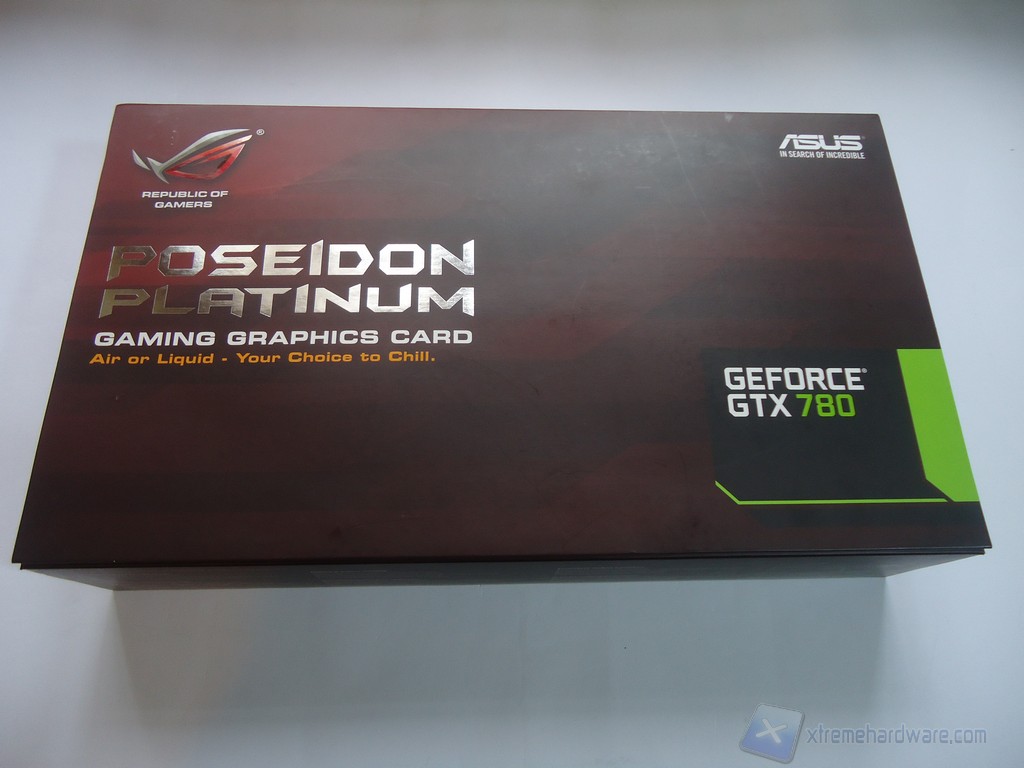 REPUBLIC OF
GAMERS
®
ASUS
IN SEARCH OF INCREDIBLE
POSEIDON
PLATINUM
GAMING GRAPHICS CARD
Air or Liquid - Your Choice to Chill.
GEFORCE®
GTX 780
xtremehardware.com